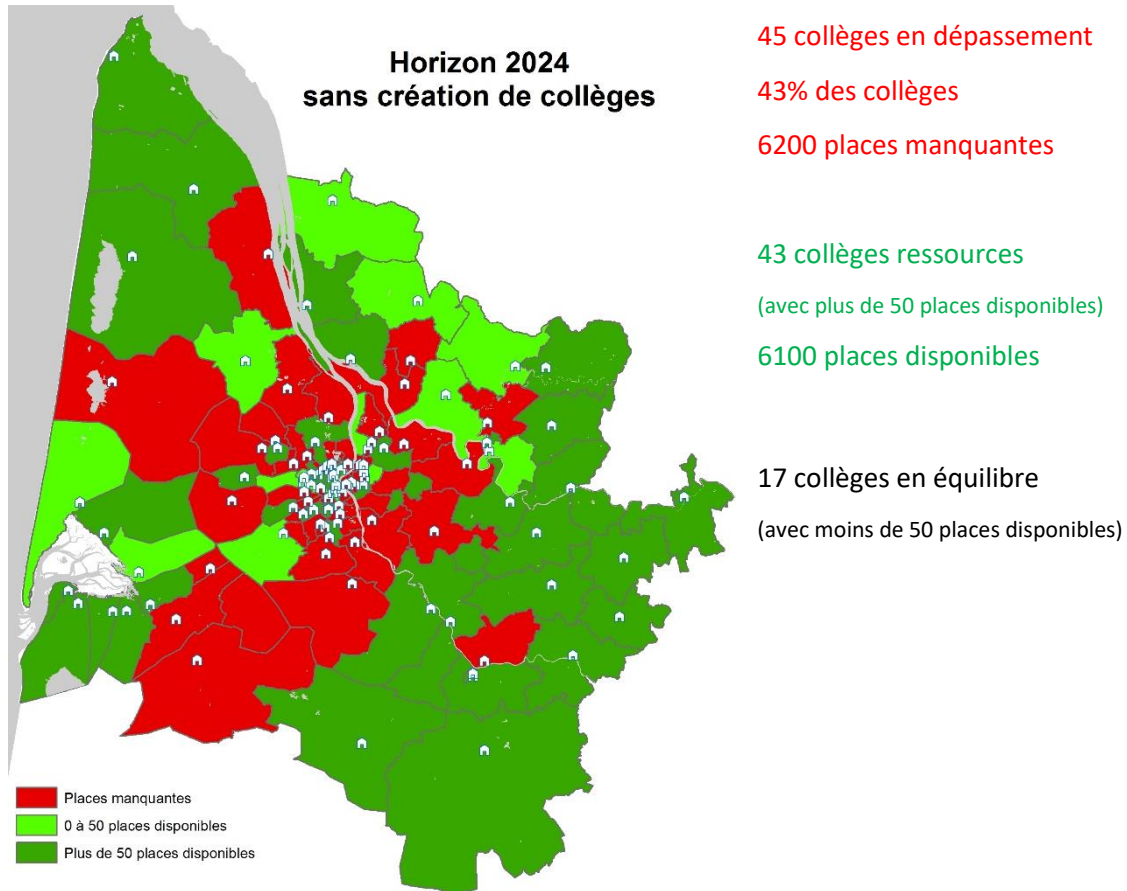 Horizon 2024
sans création de collèges
45 collèges en dépassement
43% des collèges
6200 places manquantes
43 collèges ressources
(avec plus de 50 places disponibles)
6100 places disponibles
17 collèges en équilibre
(avec moins de 50 places disponibles)
Places manquantes
0 à 50 places disponibles
Plus de 50 places disponibles